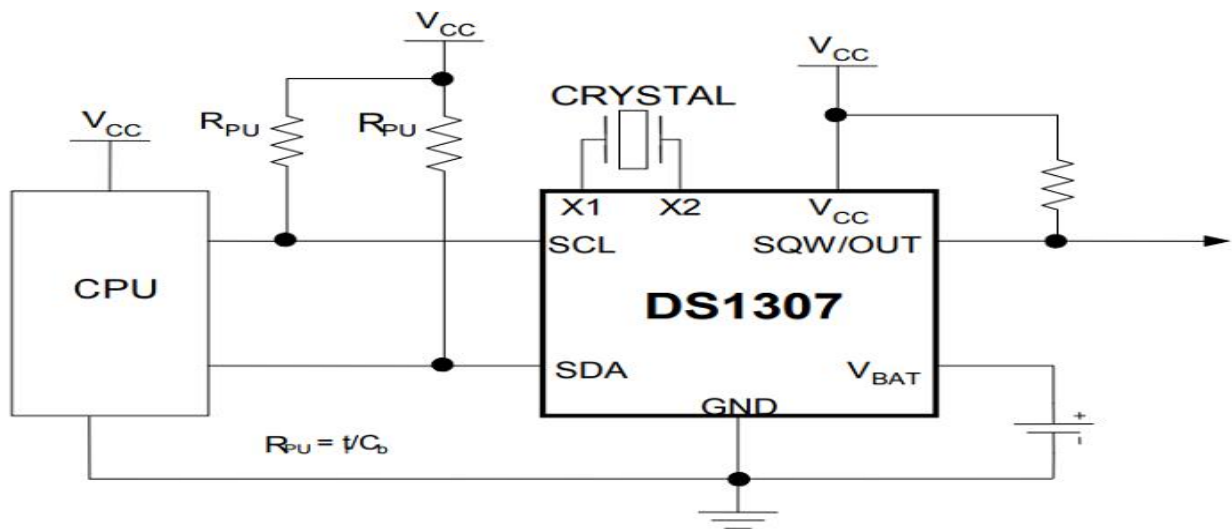 VCC
VCC
VCC
RPU
RPU
CRYSTAL
X1
X2
VCC
SCL
SQW/OUT
CPU
DS1307
SDA
VBAT
GND
+
-
RPU = tr/Cb